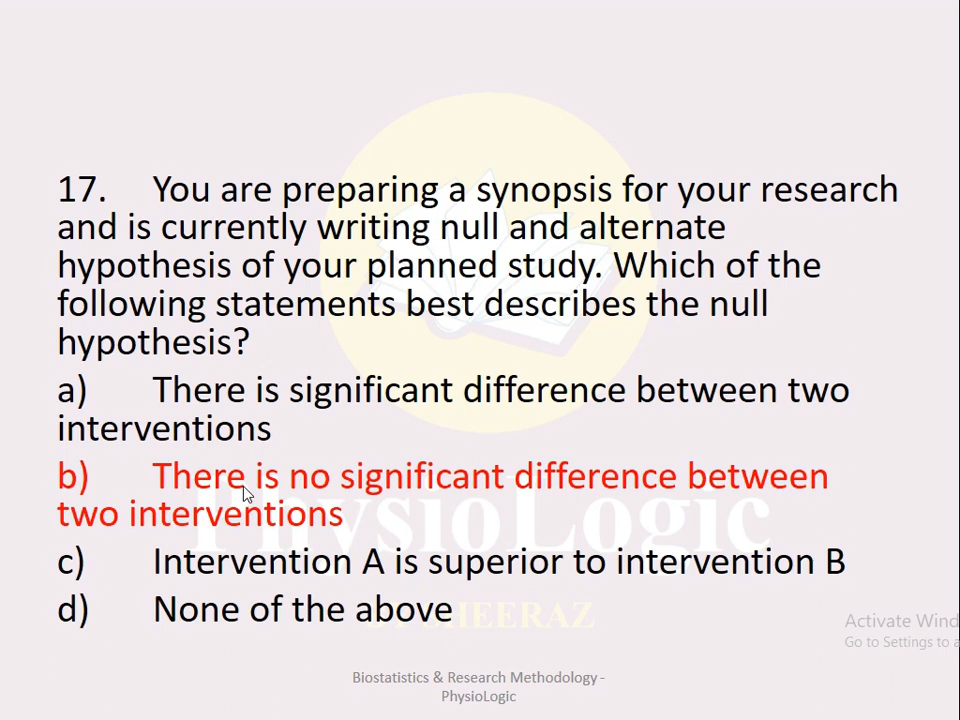 17. You are preparing a synopsis for your research
and is currently writing null and alternate
hypothesis of your planned study. Which of the
following statements best describes the null
hypothesis?
a) There is significant difference between two
interventions
b) There is no significant difference between
two interventions
PhysioLogic
c) Intervention A is superior to intervention B
d) None of the above
Activate Wind
Go to Settings to a
Biostatistics & Research Methodology -
PhysioLogic